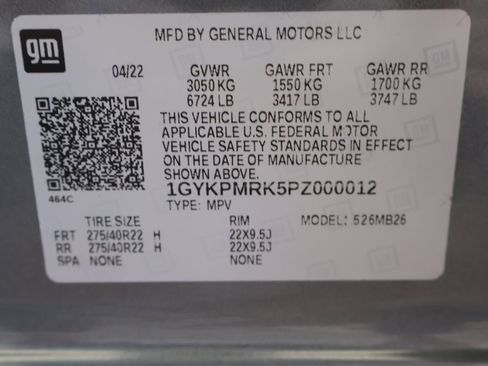 gm
MFD BY GENERAL MOTORS LLC
04/22 GVWR GAWR FRT GAWR RR
3050 KG 1550 KG 1700 KG
6724 LB 3417 LB 3747 LB
THIS VEHICLE CONFORMS TO ALL
APPLICABLE U.S. FEDERAL MOTOR
VEHICLE SAFETY STANDARDS IN EFFECT
ON THE DATE OF MANUFACTURE
SHOWN ABOVE.
464C
1GYKPMRK5PZ000012
TYPE: MPV
TIRE SIZE RIM MODEL: 526MB26
FRT 275/40R22 H 22X9.5J
RR 275/40R22 H 22X9.5J
SPA NONE NONE